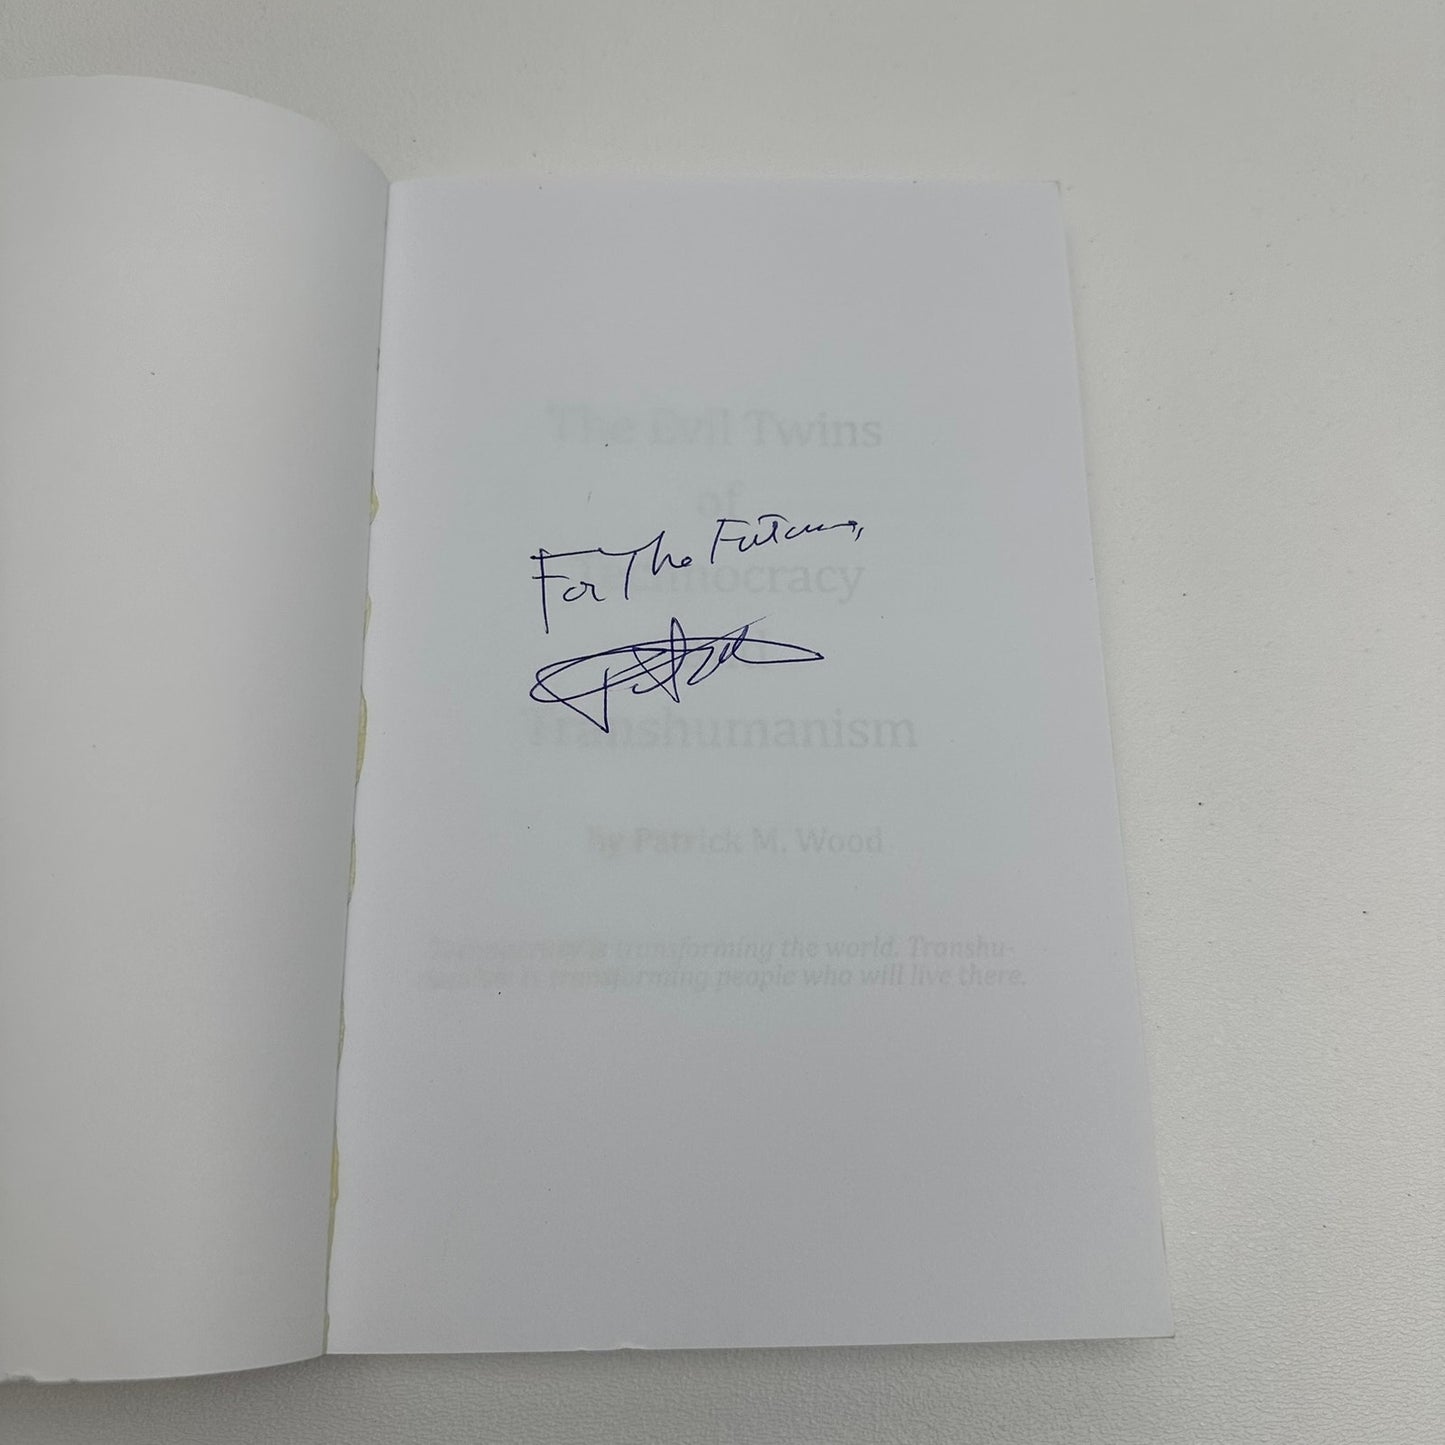 The Evil Twins
of
Technocracy
Transhumanism
by Patrick M. Wood
Technocracy is transforming the world. Transhu-
manism is transforming people who will live there.
For The Future,